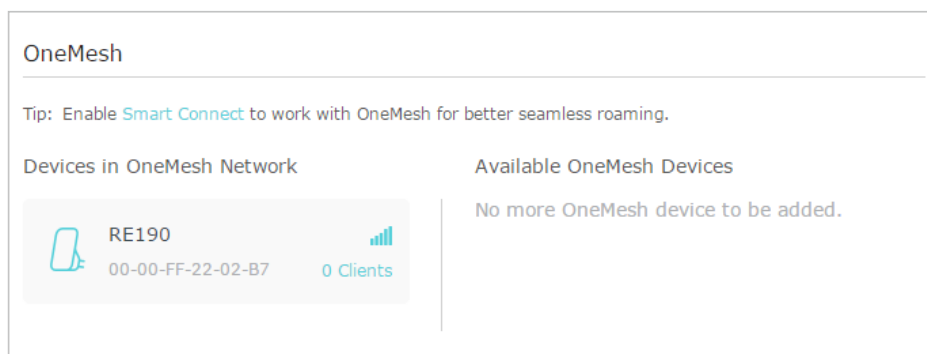 OneMesh
Tip: Enable Smart Connect to work with OneMesh for better seamless roaming.
Devices in OneMesh Network
RE190
00-00-FF-22-02-B7
0 Clients
Available OneMesh Devices
No more OneMesh device to be added.